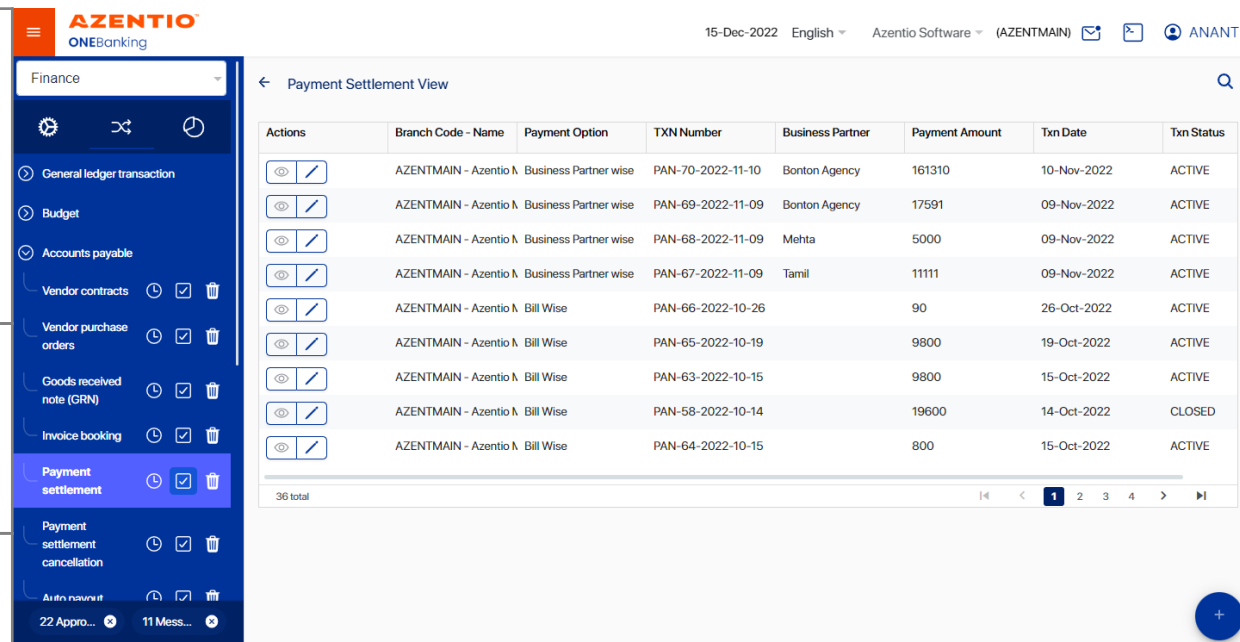 AZENTIO
ONEBanking
15-Dec-2022 English Azentio Software (AZENTMAIN) ANANT
Finance
Payment Settlement View
General ledger transaction
Budget
Accounts payable
Vendor contracts
Vendor purchase
orders
Goods received
note (GRN)
Invoice booking
Payment
settlement
Payment
settlement
cancellation
Auto payout
22 Appro...
11 Mess...
Actions Branch Code - Name Payment Option TXN Number Business Partner Payment Amount Txn Date Txn Status
AZENTMAIN - Azentio M Business Partner wise PAN-70-2022-11-10 Bonton Agency 161310 10-Nov-2022 ACTIVE
AZENTMAIN - Azentio M Business Partner wise PAN-69-2022-11-09 Bonton Agency 17591 09-Nov-2022 ACTIVE
AZENTMAIN - Azentio M Business Partner wise PAN-68-2022-11-09 Mehta 5000 09-Nov-2022 ACTIVE
AZENTMAIN - Azentio M Business Partner wise PAN-67-2022-11-09 Tamil 11111 09-Nov-2022 ACTIVE
AZENTMAIN - Azentio M Bill Wise PAN-66-2022-10-26 90 26-Oct-2022 ACTIVE
AZENTMAIN - Azentio M Bill Wise PAN-65-2022-10-19 9800 19-Oct-2022 ACTIVE
AZENTMAIN - Azentio M Bill Wise PAN-63-2022-10-15 9800 15-Oct-2022 ACTIVE
AZENTMAIN - Azentio M Bill Wise PAN-58-2022-10-14 19600 14-Oct-2022 CLOSED
AZENTMAIN - Azentio M Bill Wise PAN-64-2022-10-15 800 15-Oct-2022 ACTIVE
36 total 1 2 3 4